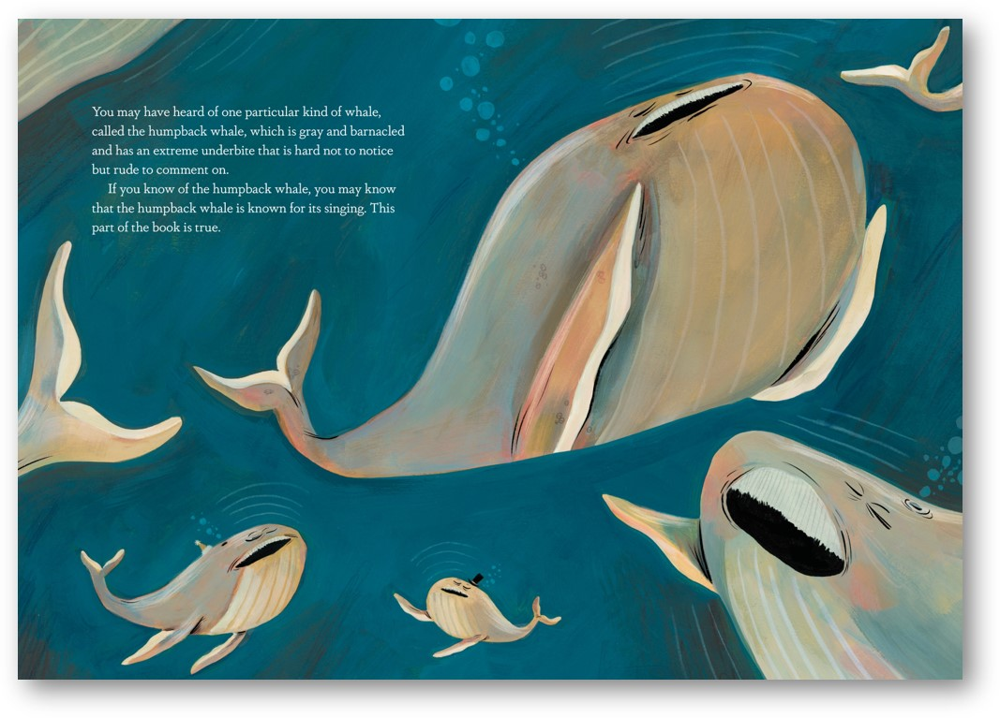 You may have heard of one particular kind of whale,
called the humpback whale, which is gray and barnacled
and has an extreme underbite that is hard not to notice
but rude to comment on.
If you know of the humpback whale, you may know
that the humpback whale is known for its singing. This
part of the book is true.